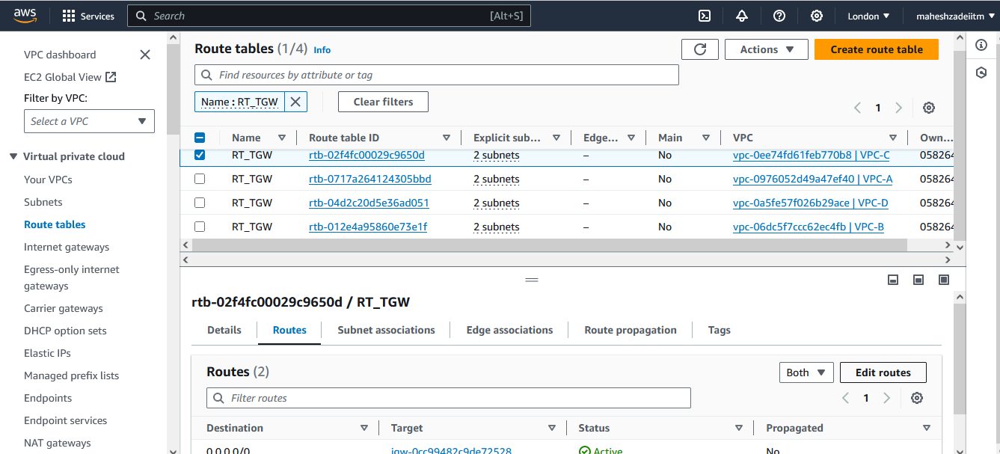 aws Services Search [Alt+S] London maheshzadeiitm
VPC dashboard
EC2 Global View
Filter by VPC:
Select a VPC
Virtual private cloud
Your VPCs
Subnets
Route tables
Internet gateways
Egress-only internet
gateways
Carrier gateways
DHCP option sets
Elastic IPs
Managed prefix lists
Endpoints
Endpoint services
NAT gateways
Route tables (1/4) Info Actions Create route table
Find resources by attribute or tag
Name : RT_TGW Clear filters
1
Name Route table ID Explicit sub... Edge... Main VPC Own...
RT_TGW rtb-02f4fc00029c9650d 2 subnets – No vpc-0ee74fd61feb770b8 | VPC-C 058264
RT_TGW rtb-0717a264124305bbd 2 subnets – No vpc-0976052d49a47ef40 | VPC-A 058264
RT_TGW rtb-04d2c20d5e36ad051 2 subnets – No vpc-0a5fe57f026b29ace | VPC-D 058264
RT_TGW rtb-012e4a95860e73e1f 2 subnets – No vpc-06dc5f7ccc62ec4fb | VPC-B 058264
rtb-02f4fc00029c9650d / RT_TGW
Details Routes Subnet associations Edge associations Route propagation Tags
Routes (2) Both Edit routes
Filter routes 1
Destination Target Status Propagated
0.0.0.0/0 igw-0cc99482c9de72528 Active No